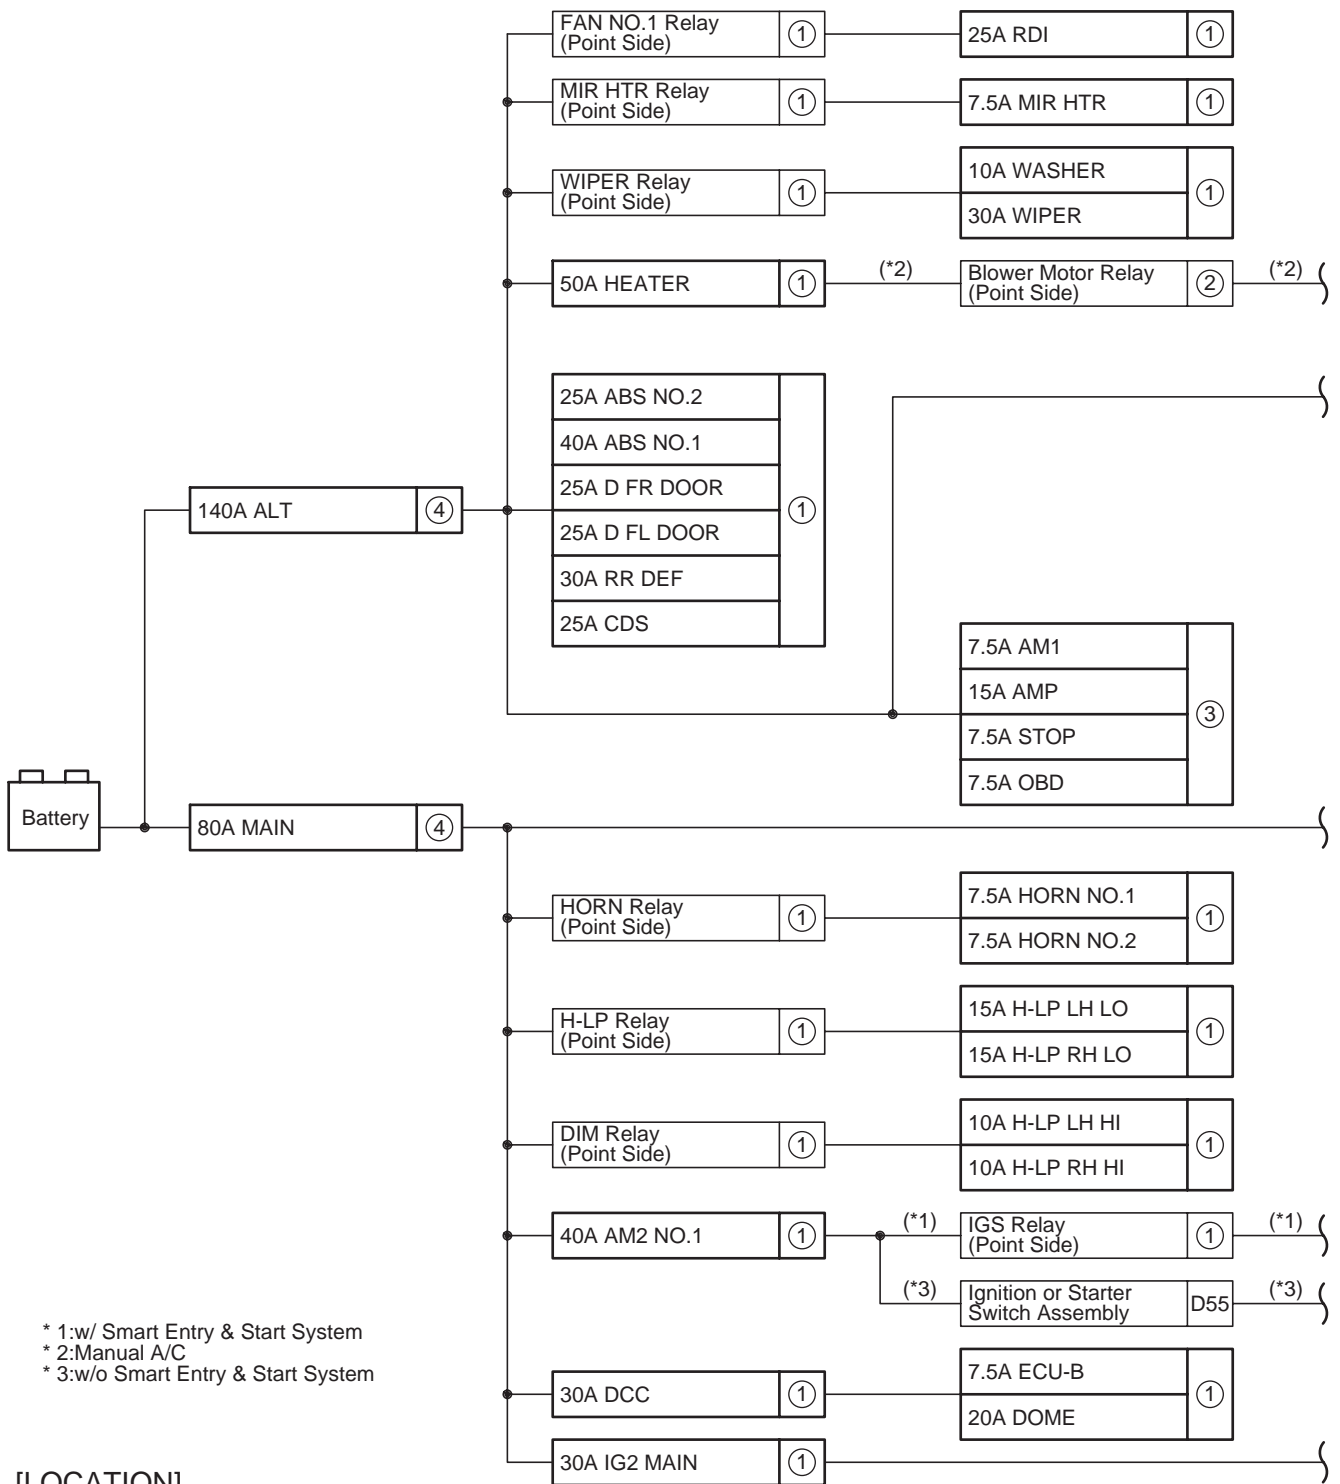 FAN NO.1 Relay
(Point Side)
1
25A RDI
1
MIR HTR Relay
(Point Side)
1
7.5A MIR HTR
1
WIPER Relay
(Point Side)
1
10A WASHER
30A WIPER
1
50A HEATER
1
(*2)
Blower Motor Relay
(Point Side)
2
(*2)
25A ABS NO.2
40A ABS NO.1
25A D FR DOOR
25A D FL DOOR
30A RR DEF
25A CDS
1
140A ALT
4
7.5A AM1
15A AMP
7.5A STOP
7.5A OBD
3
Battery
80A MAIN
4
HORN Relay
(Point Side)
1
7.5A HORN NO.1
7.5A HORN NO.2
1
H-LP Relay
(Point Side)
1
15A H-LP LH LO
15A H-LP RH LO
1
DIM Relay
(Point Side)
1
10A H-LP LH HI
10A H-LP RH HI
1
40A AM2 NO.1
1
(*1)
IGS Relay
(Point Side)
1
(*1)
(*3)
Ignition or Starter
Switch Assembly
D55
(*3)
* 1:w/ Smart Entry & Start System
* 2:Manual A/C
* 3:w/o Smart Entry & Start System
30A DCC
1
7.5A ECU-B
20A DOME
1
30A IG2 MAIN
1
[LOCATION]